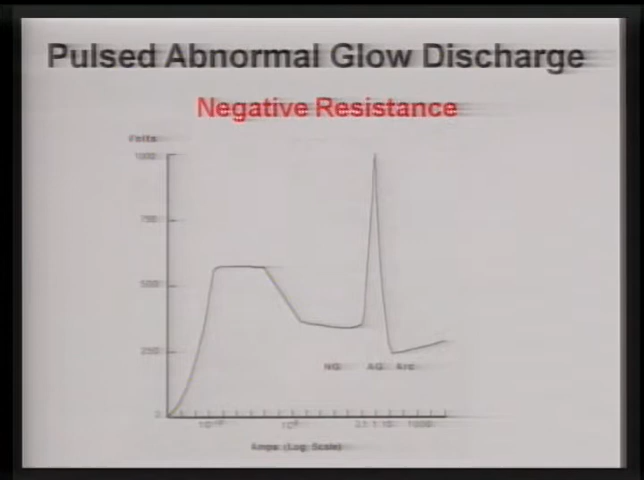 Pulsed Abnormal Glow Discharge
Negative Resistance
Volts
1000
750
500
250
0
NG AG Arc
Amps (Log Scale)